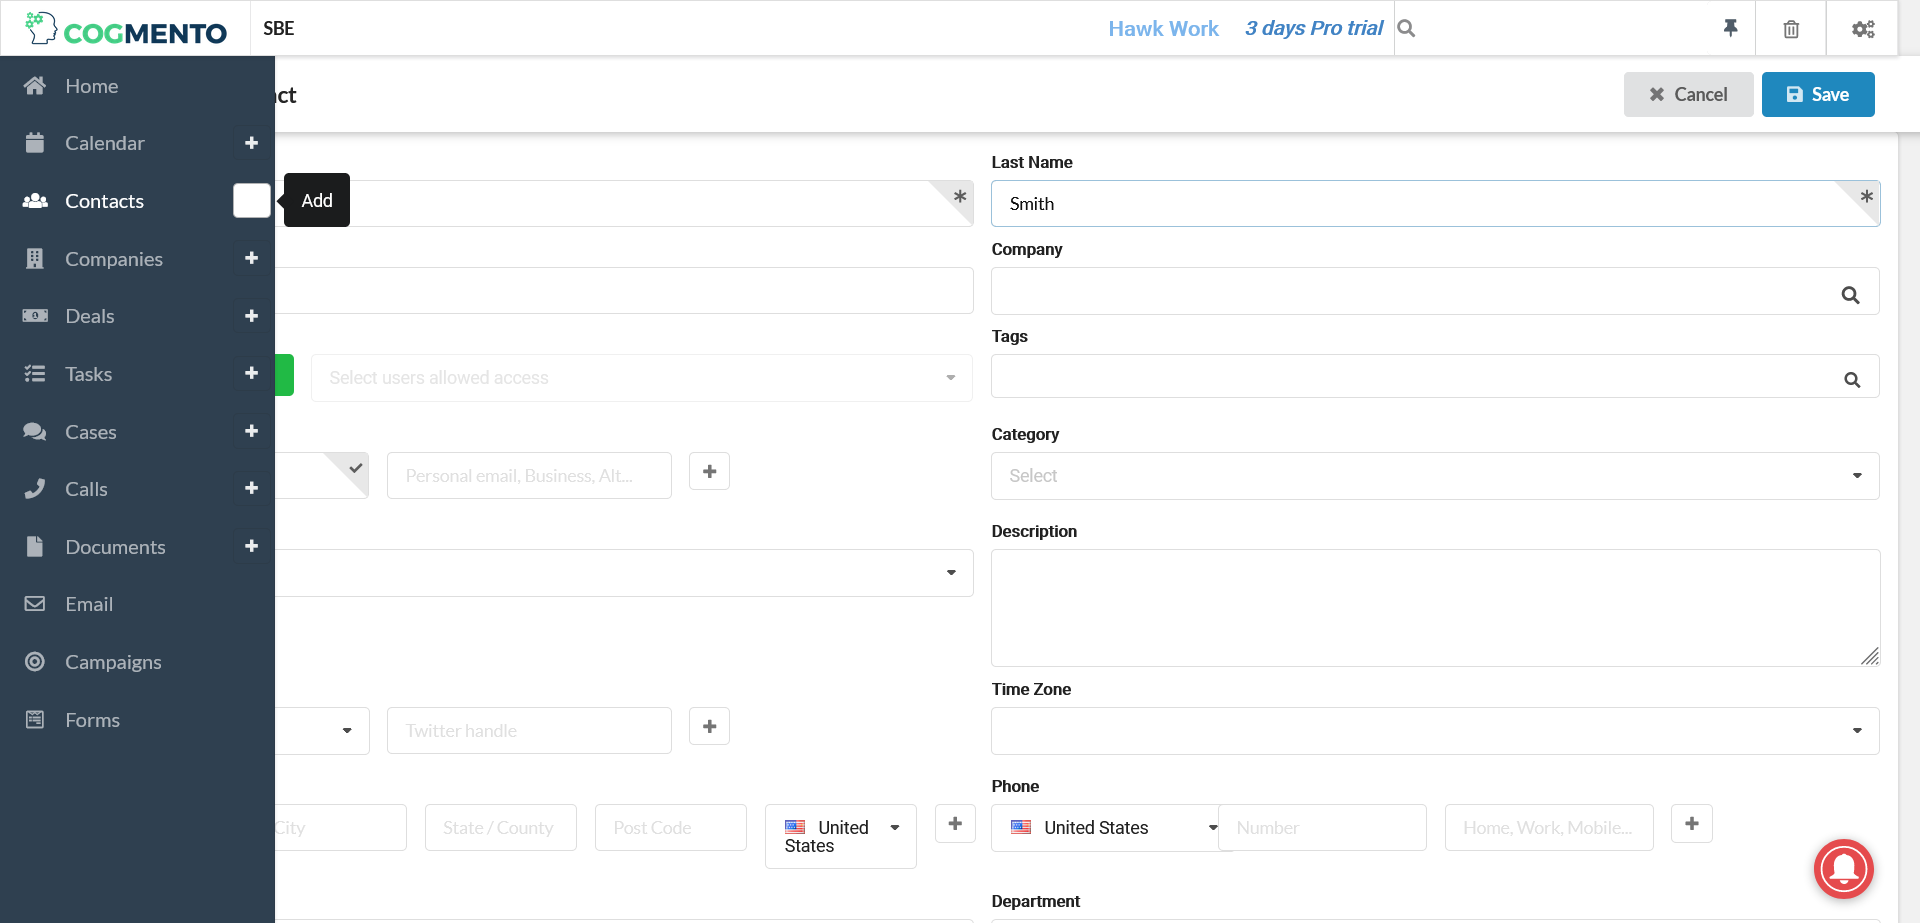 COGMENTO
SBE
Hawk Work
3 days Pro trial
Home
Calendar
Contacts
Add
Companies
Deals
Tasks
Cases
Calls
Documents
Email
Campaigns
Forms
act
Cancel
Save
Last Name
Smith
Company
Select users allowed access
Tags
Personal email, Business, Alt...
Category
Select
Description
Twitter handle
Time Zone
City
State / County
Post Code
United States
Phone
United States
Number
Home, Work, Mobile...
Department